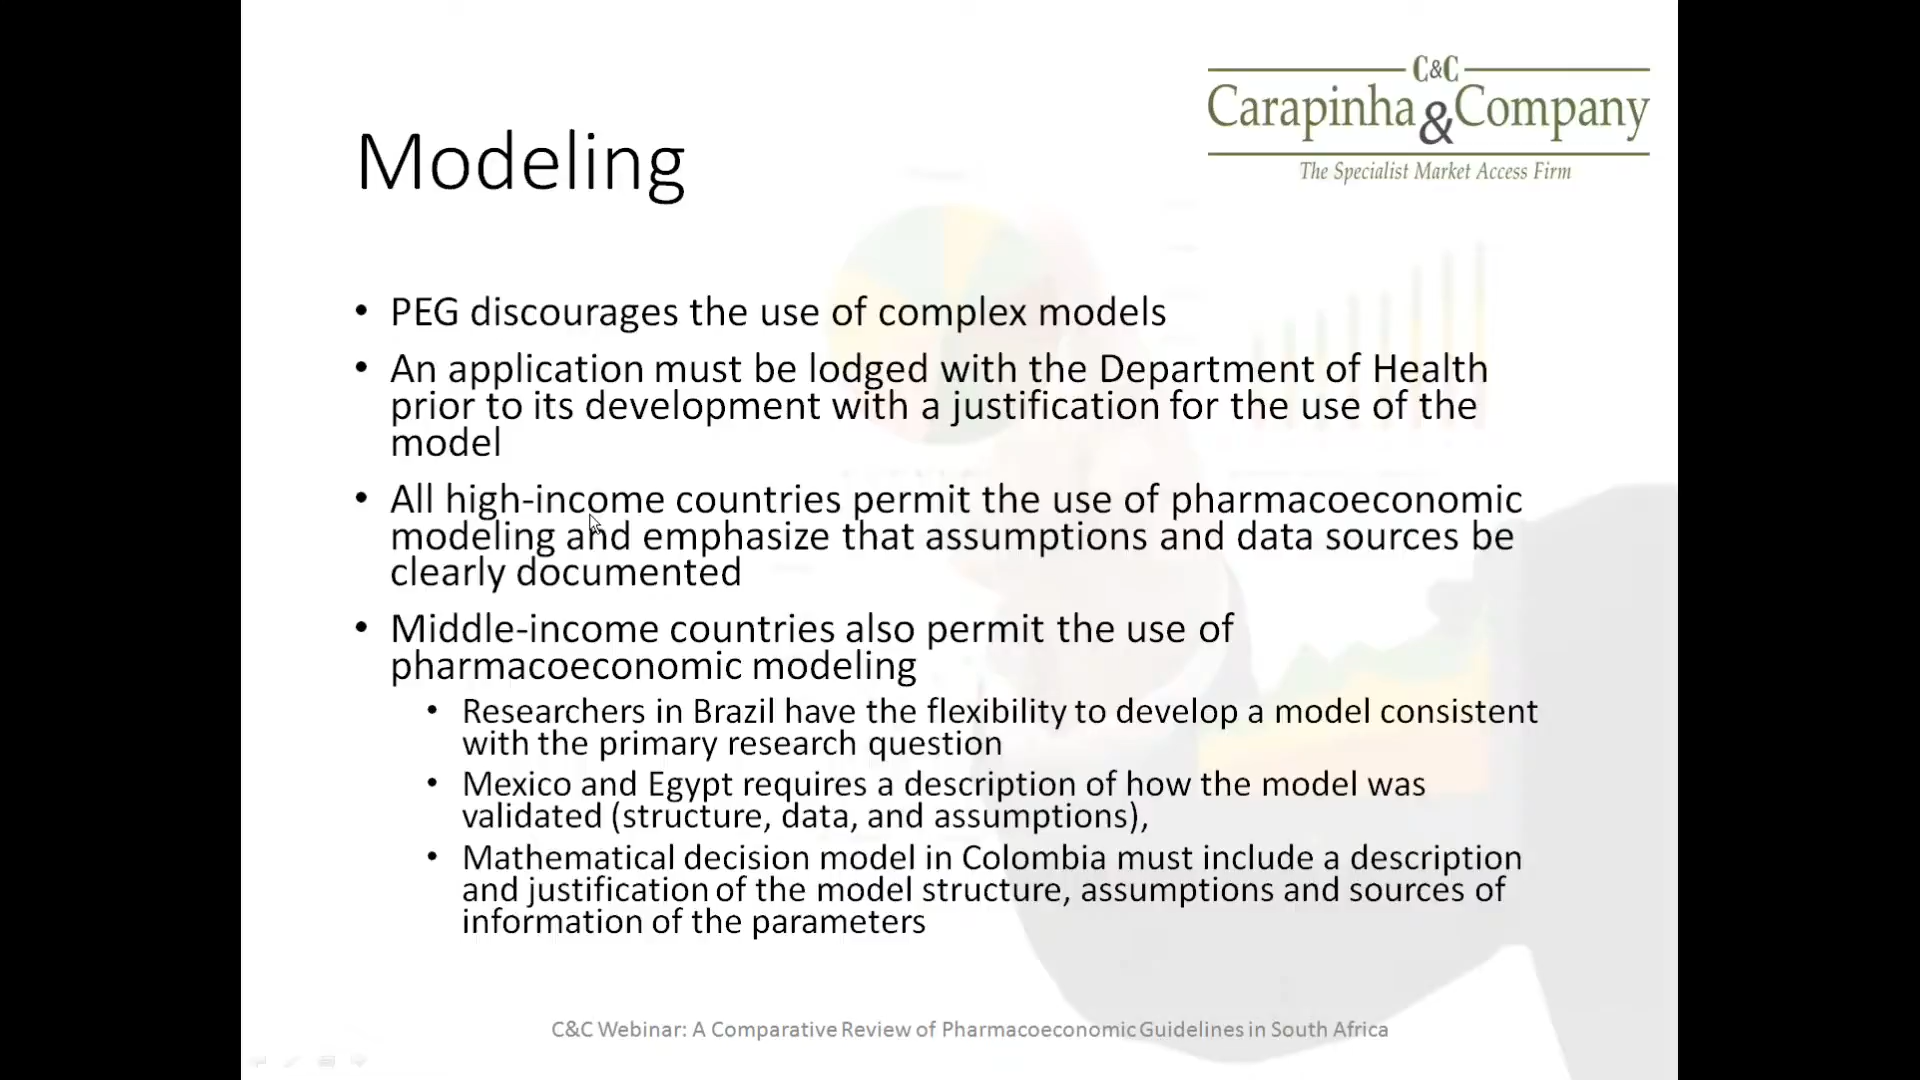 C&C
Carapinha & Company
The Specialist Market Access Firm
Modeling
• PEG discourages the use of complex models
• An application must be lodged with the Department of Health
prior to its development with a justification for the use of the
model
• All high-income countries permit the use of pharmacoeconomic
modeling and emphasize that assumptions and data sources be
clearly documented
• Middle-income countries also permit the use of
pharmacoeconomic modeling
• Researchers in Brazil have the flexibility to develop a model consistent
with the primary research question
• Mexico and Egypt requires a description of how the model was
validated (structure, data, and assumptions),
• Mathematical decision model in Colombia must include a description
and justification of the model structure, assumptions and sources of
information of the parameters
C&C Webinar: A Comparative Review of Pharmacoeconomic Guidelines in South Africa